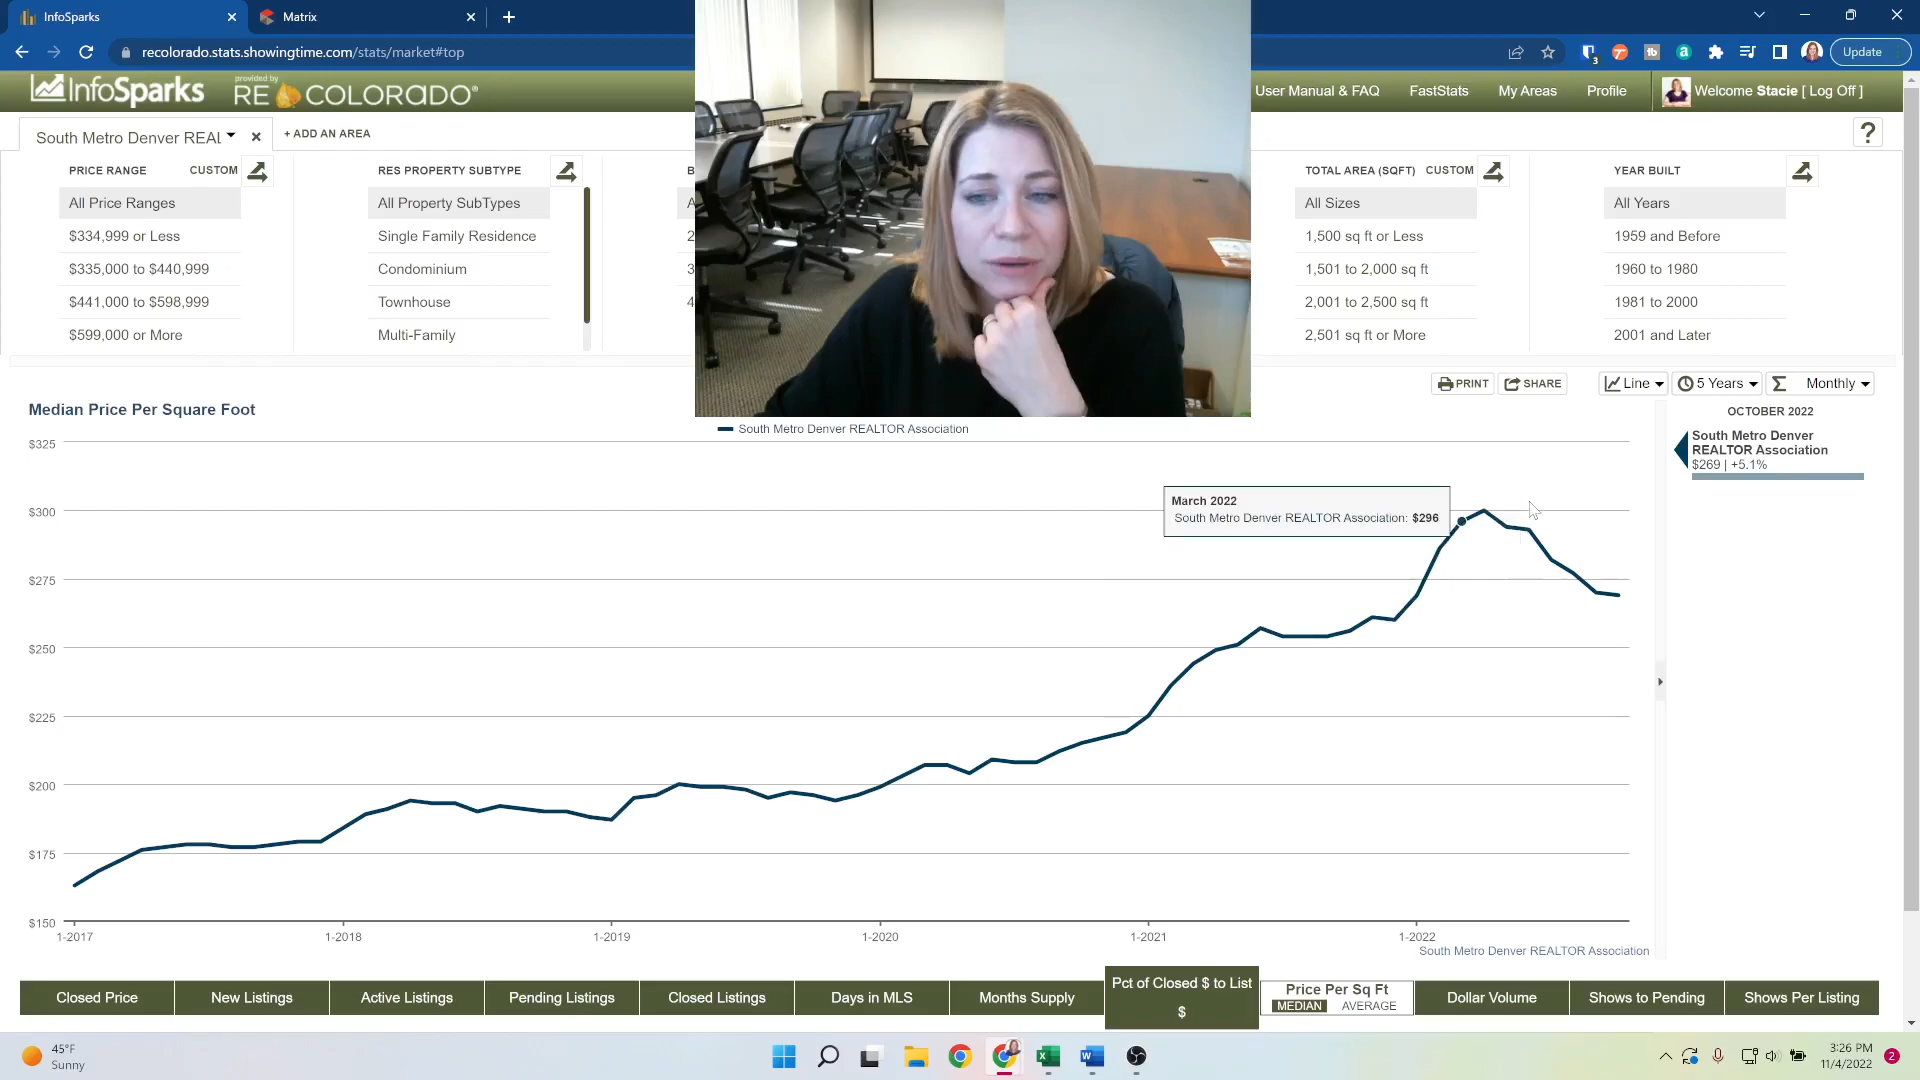 InfoSparks
Matrix
recolorado.stats.showingtime.com/stats/market#top
3
tb
a
Update
InfoSparks
provided by
RE COLORADO®
User Manual & FAQ
FastStats
My Areas
Profile
Welcome Stacie [ Log Off ]
South Metro Denver REAL
+ ADD AN AREA
?
PRICE RANGE
CUSTOM
All Price Ranges
$334,999 or Less
$335,000 to $440,999
$441,000 to $598,999
$599,000 or More
RES PROPERTY SUBTYPE
All Property SubTypes
Single Family Residence
Condominium
Townhouse
Multi-Family
B
A
2
3
4
TOTAL AREA (SQFT)
CUSTOM
All Sizes
1,500 sq ft or Less
1,501 to 2,000 sq ft
2,001 to 2,500 sq ft
2,501 sq ft or More
YEAR BUILT
All Years
1959 and Before
1960 to 1980
1981 to 2000
2001 and Later
PRINT
SHARE
Line
5 Years
Σ
Monthly
Median Price Per Square Foot
South Metro Denver REALTOR Association
OCTOBER 2022
South Metro Denver
REALTOR Association
$269 | +5.1%
March 2022
South Metro Denver REALTOR Association: $296
$325
$300
$275
$250
$225
$200
$175
$150
1-2017
1-2018
1-2019
1-2020
1-2021
1-2022
South Metro Denver REALTOR Association
Closed Price
New Listings
Active Listings
Pending Listings
Closed Listings
Days in MLS
Months Supply
Pct of Closed $ to List
$
Price Per Sq Ft
MEDIAN
AVERAGE
Dollar Volume
Shows to Pending
Shows Per Listing
45°F
Sunny
3:26 PM
11/4/2022
2